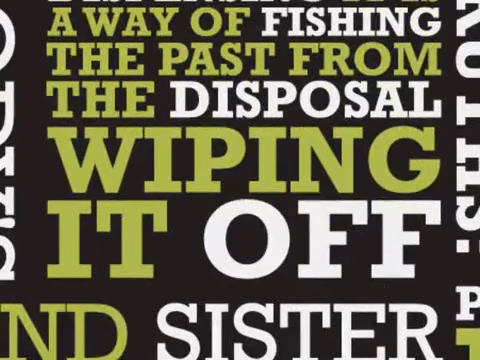 A WAY OF FISHING
THE PAST FROM
THE DISPOSAL
WIPING
IT OFF
ND SISTER